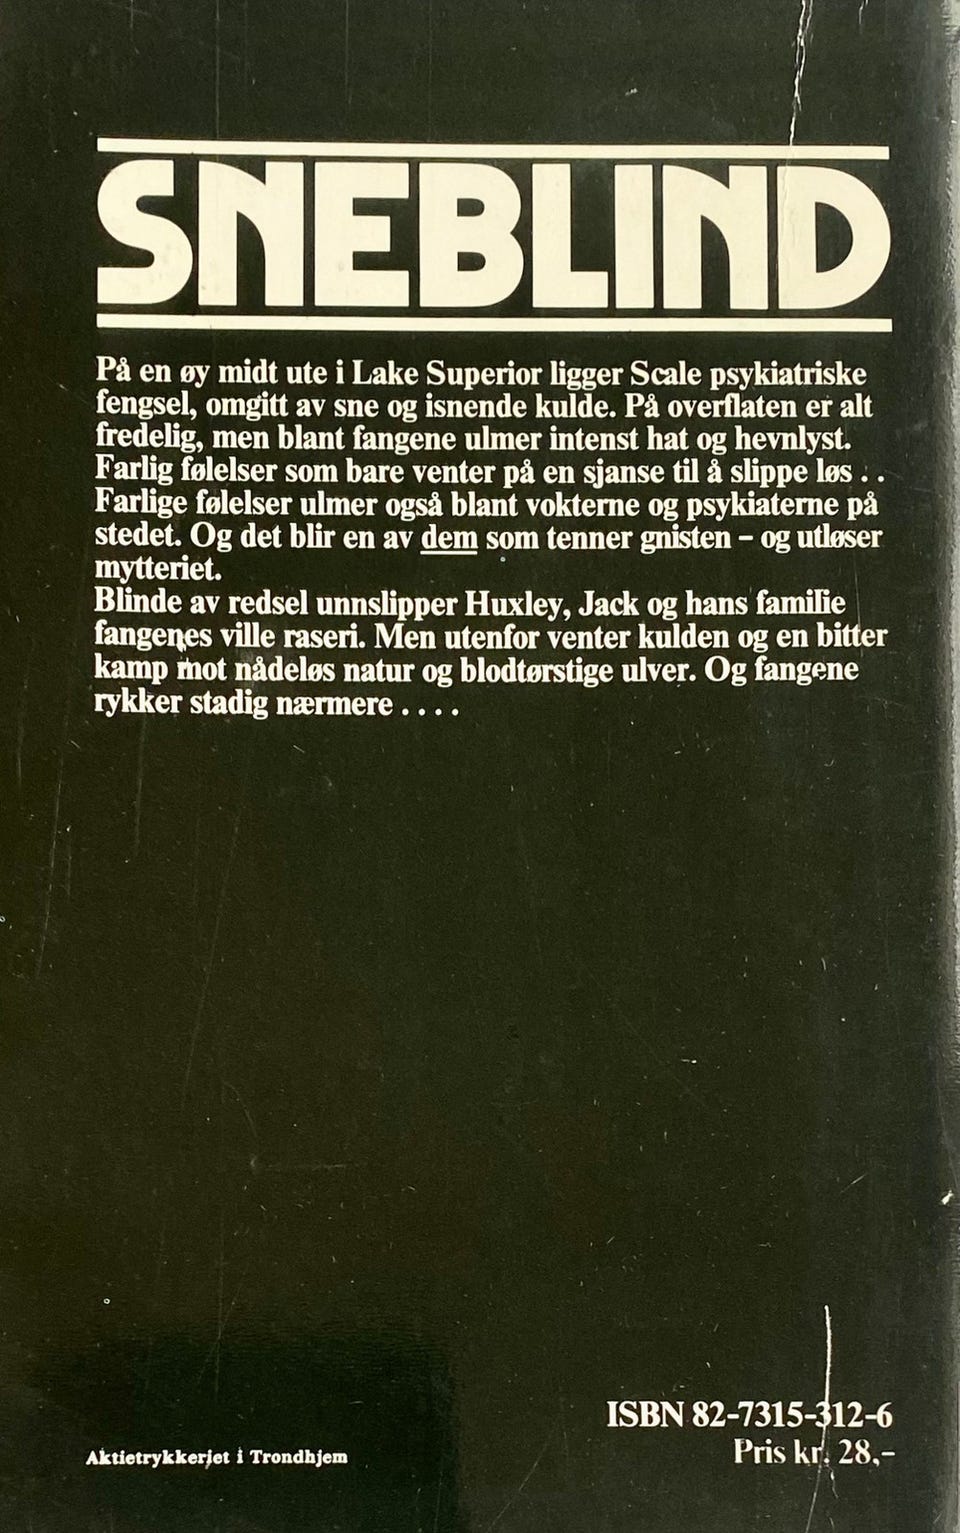 SNEBLIND
På en øy midt ute i Lake Superior ligger Scale psykiatriske
fengsel, omgitt av sne og isnende kulde. På overflaten er alt
fredelig, men blant fangene ulmer intenst hat og hevnlyst.
Farlig følelser som bare venter på en sjanse til å slippe løs . .
Farlige følelser ulmer også blant vokterne og psykiaterne på
stedet. Og det blir en av dem som tenner gnisten – og utløser
mytteriet.
Blinde av redsel unnslipper Huxley, Jack og hans familie
fangenes ville raseri. Men utenfor venter kulden og en bitter
kamp mot nådeløs natur og blodtørstige ulver. Og fangene
rykker stadig nærmere . . . .
ISBN 82-7315-312-6
Pris kr. 28,–
Aktietrykkeriet i Trondhjem